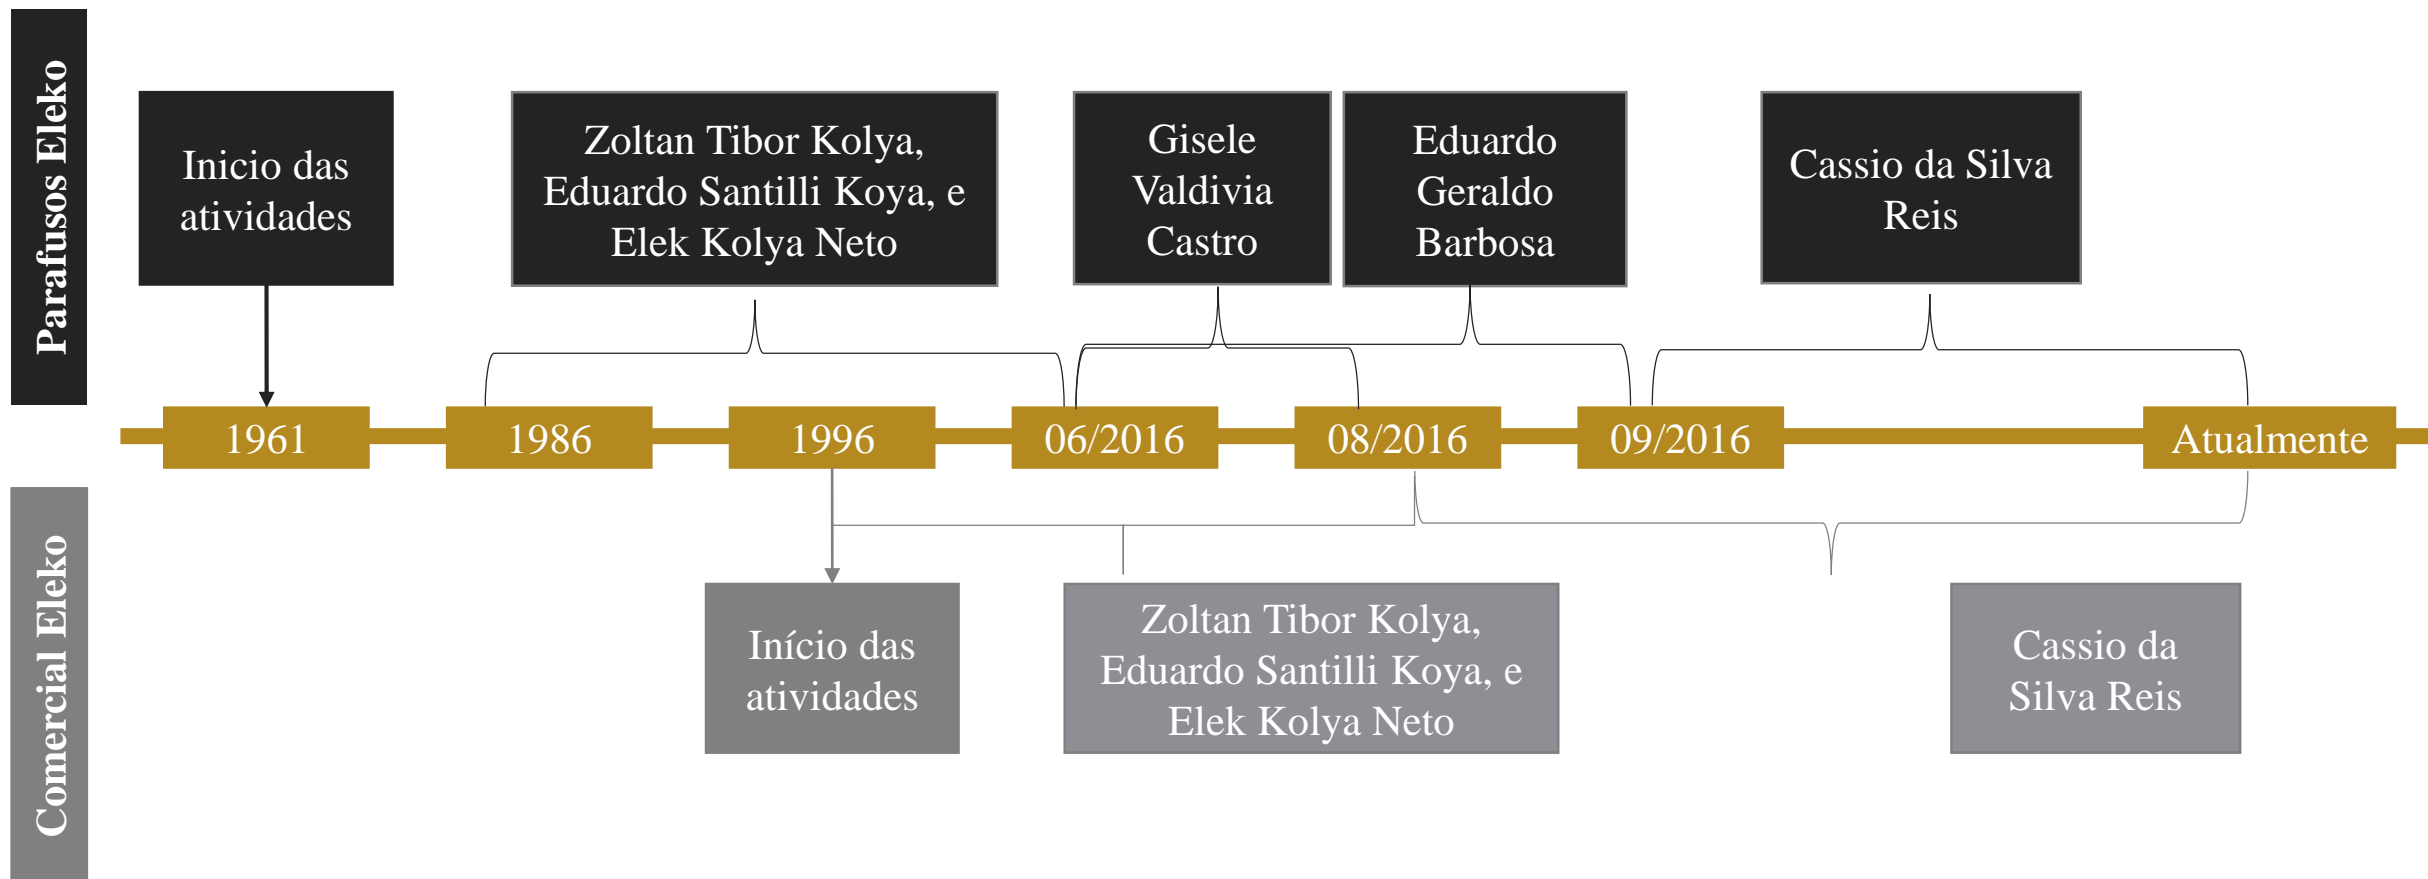 Parafusos Eleko
Inicio das
atividades
Zoltan Tibor Kolya,
Eduardo Santilli Koya, e
Elek Kolya Neto
Gisele
Valdivia
Castro
Eduardo
Geraldo
Barbosa
Cassio da Silva
Reis
1961
1986
1996
06/2016
08/2016
09/2016
Atualmente
Comercial Eleko
Início das
atividades
Zoltan Tibor Kolya,
Eduardo Santilli Koya, e
Elek Kolya Neto
Cassio da
Silva Reis